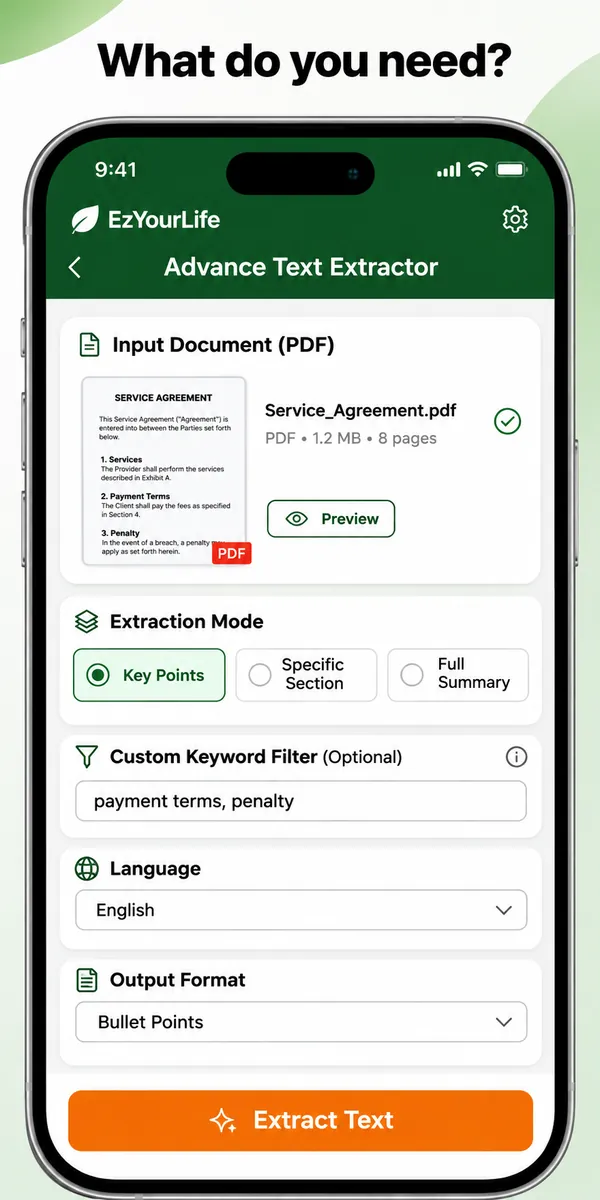 What do you need?
9:41
EzYourLife
Advance Text Extractor
Input Document (PDF)
SERVICE AGREEMENT
This Service Agreement ("Agreement") is
entered into between the Parties set forth
below.
1. Services
The Provider shall perform the services
described in Exhibit A.
2. Payment Terms
The Client shall pay the fees as specified
in Section 4.
3. Penalty
In the event of a breach, a penalty
apply as set forth herein.
PDF
Service_Agreement.pdf
PDF • 1.2 MB • 8 pages
Preview
Extraction Mode
Key Points
Specific
Section
Full
Summary
Custom Keyword Filter (Optional)
payment terms, penalty
Language
English
Output Format
Bullet Points
Extract Text